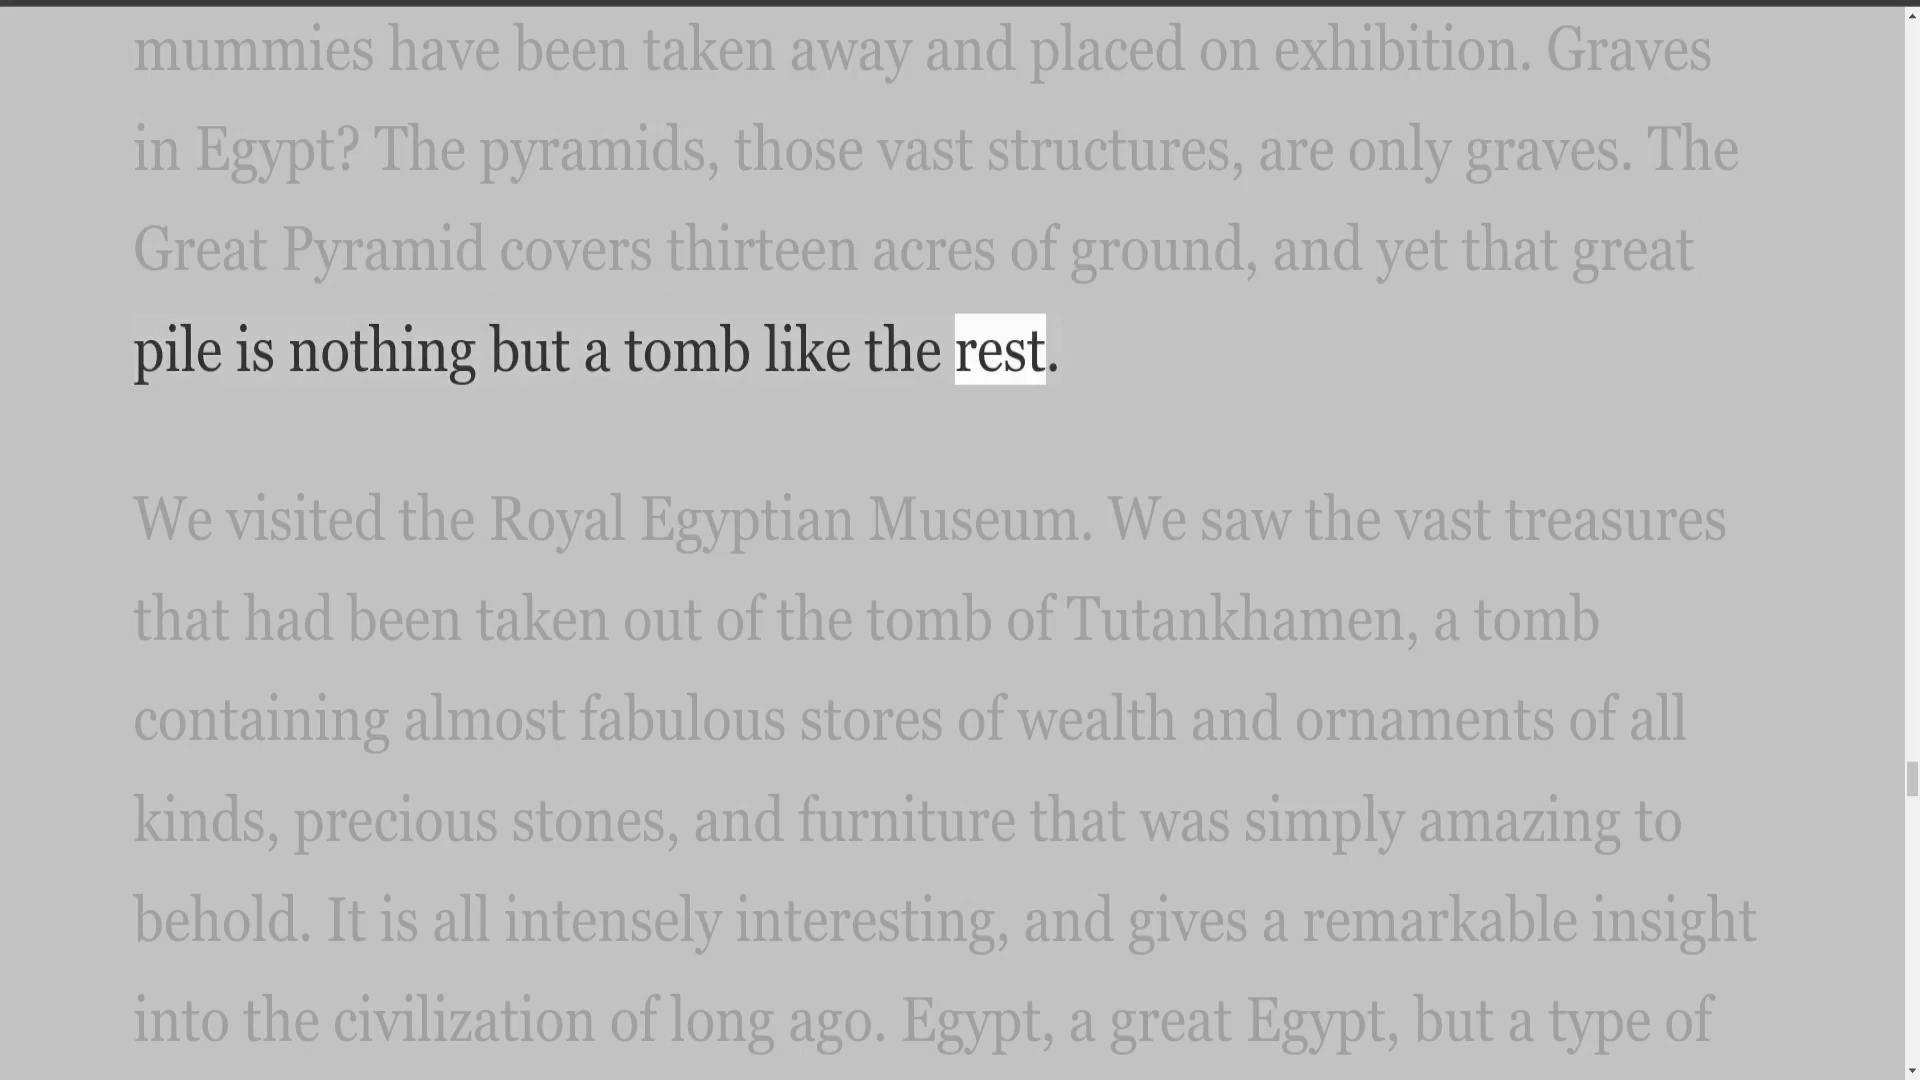 mummies have been taken away and placed on exhibition. Graves
in Egypt? The pyramids, those vast structures, are only graves. The
Great Pyramid covers thirteen acres of ground, and yet that great
pile is nothing but a tomb like the rest.
We visited the Royal Egyptian Museum. We saw the vast treasures
that had been taken out of the tomb of Tutankhamen, a tomb
containing almost fabulous stores of wealth and ornaments of all
kinds, precious stones, and furniture that was simply amazing to
behold. It is all intensely interesting, and gives a remarkable insight
into the civilization of long ago. Egypt, a great Egypt, but a type of